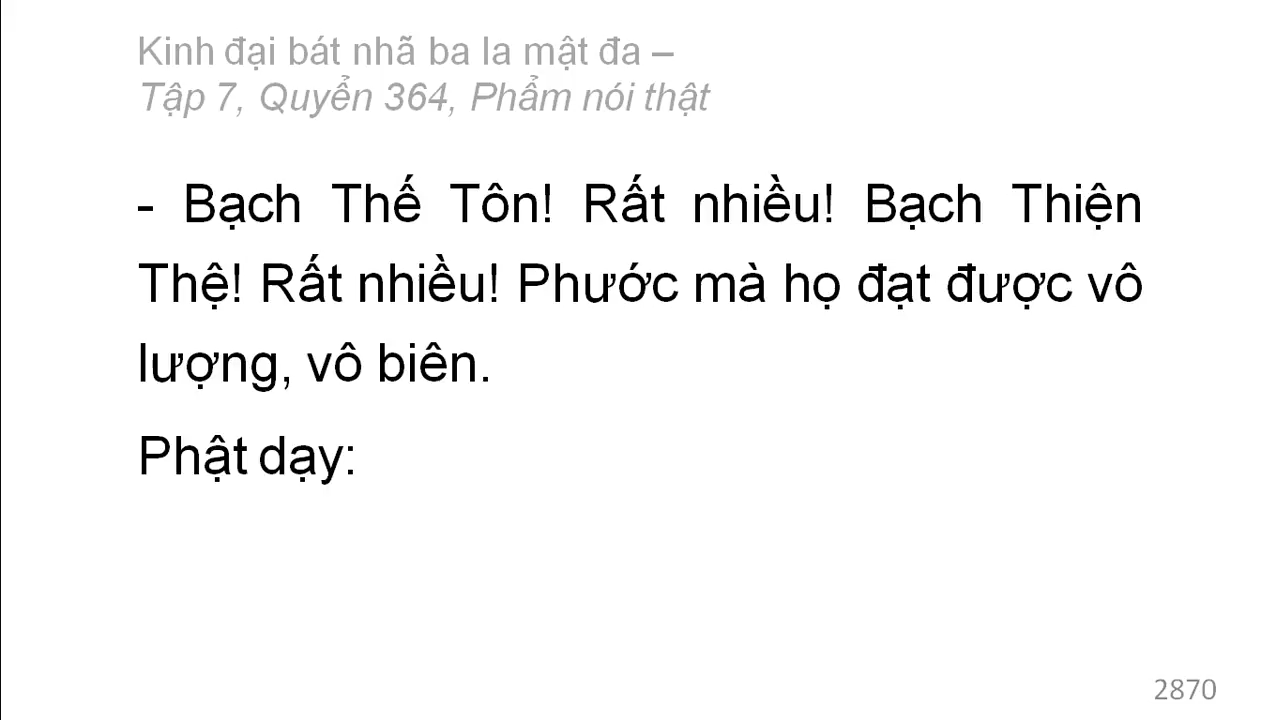 Kinh đại bát nhã ba la mật đa –
Tập 7, Quyển 364, Phẩm nói thật
- Bạch Thế Tôn! Rất nhiều! Bạch Thiện
Thệ! Rất nhiều! Phước mà họ đạt được vô
lượng, vô biên.
Phật dạy:
2870